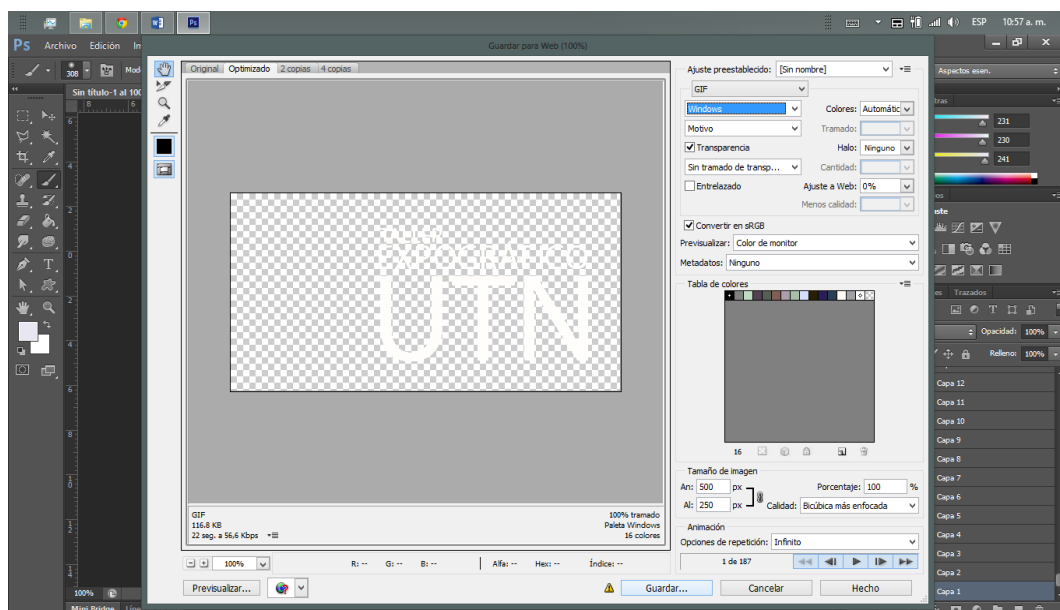 ESP 10:57 a. m.
Ps Archivo Edición
Guardar para Web (100%)
308 Mod
Sin título-1 al 100
Original Optimizado 2 copias 4 copias
Ajuste preestablecido: [Sin nombre]
GIF
Windows Colores: Automátic
Motivo Tramado:
Transparencia Halo: Ninguno
Sin tramado de transp... Cantidad:
Entrelazado Ajuste a Web: 0%
Menos calidad:
Convertir en sRGB
Previsualizar: Color de monitor
Metadatos: Ninguno
Tabla de colores
16
Tamaño de imagen
An: 500 px Porcentaje: 100 %
Al: 250 px Calidad: Bicúbica más enfocada
Animación
Opciones de repetición: Infinito
1 de 187
TALLER
EXPOGRÁFICO
UTN
GIF
116.8 KB
22 seg. a 56,6 Kbps
100% tramado
Paleta Windows
16 colores
100% R: -- G: -- B: -- Alfa: -- Hex: -- Índice: --
Previsualizar... Guardar... Cancelar Hecho
Aspectos esen.
231
230
241
Trazados
Opacidad: 100%
Relleno: 100%
Capa 12
Capa 11
Capa 10
Capa 9
Capa 8
Capa 7
Capa 6
Capa 5
Capa 4
Capa 3
Capa 2
Capa 1
100%
Mini Bridge